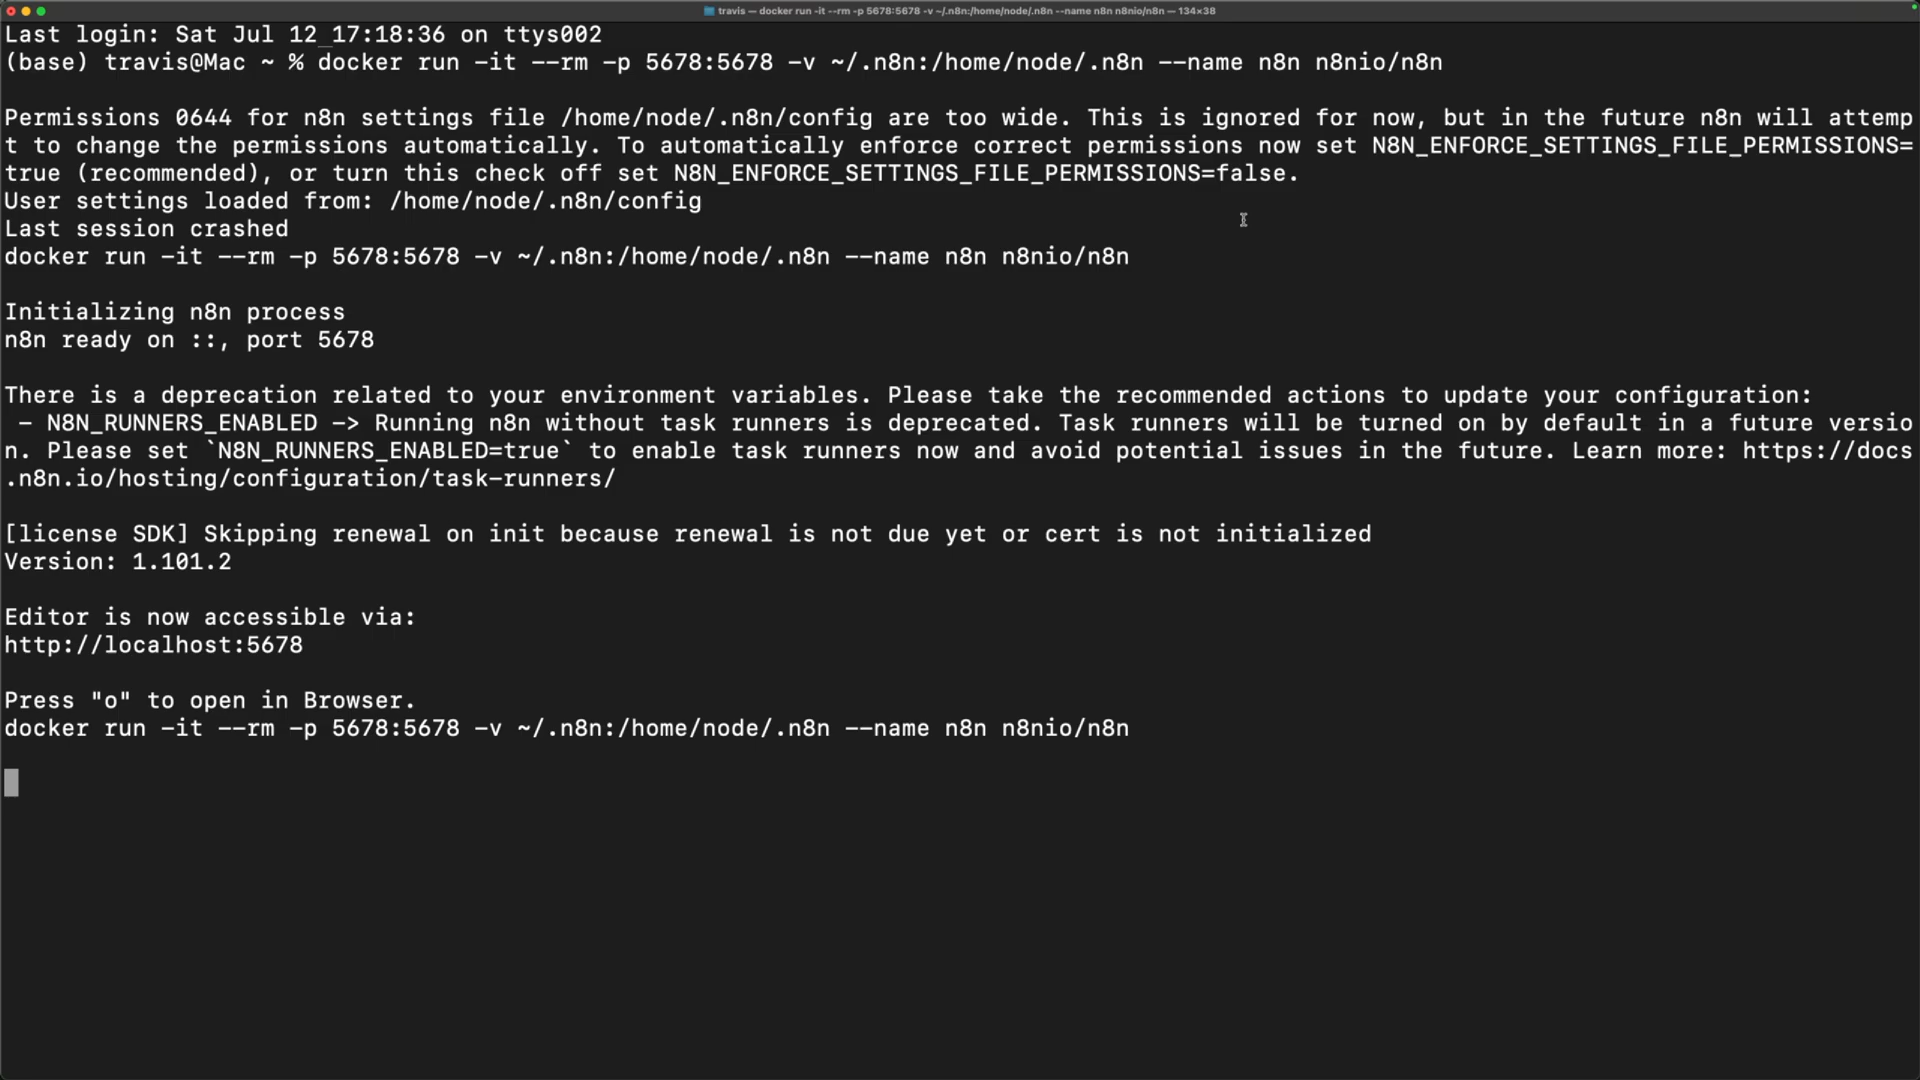 travis — docker run -it --rm -p 5678:5678 -v ~/.n8n:/home/node/.n8n --name n8n n8nio/n8n — 134×38
Last login: Sat Jul 12 17:18:36 on ttys002
(base) travis@Mac ~ % docker run -it --rm -p 5678:5678 -v ~/.n8n:/home/node/.n8n --name n8n n8nio/n8n
Permissions 0644 for n8n settings file /home/node/.n8n/config are too wide. This is ignored for now, but in the future n8n will attemp
t to change the permissions automatically. To automatically enforce correct permissions now set N8N_ENFORCE_SETTINGS_FILE_PERMISSIONS=
true (recommended), or turn this check off set N8N_ENFORCE_SETTINGS_FILE_PERMISSIONS=false.
User settings loaded from: /home/node/.n8n/config
Last session crashed
docker run -it --rm -p 5678:5678 -v ~/.n8n:/home/node/.n8n --name n8n n8nio/n8n
Initializing n8n process
n8n ready on ::, port 5678
There is a deprecation related to your environment variables. Please take the recommended actions to update your configuration:
 - N8N_RUNNERS_ENABLED -> Running n8n without task runners is deprecated. Task runners will be turned on by default in a future versio
n. Please set `N8N_RUNNERS_ENABLED=true` to enable task runners now and avoid potential issues in the future. Learn more: https://docs
.n8n.io/hosting/configuration/task-runners/
[license SDK] Skipping renewal on init because renewal is not due yet or cert is not initialized
Version: 1.101.2
Editor is now accessible via:
http://localhost:5678
Press "o" to open in Browser.
docker run -it --rm -p 5678:5678 -v ~/.n8n:/home/node/.n8n --name n8n n8nio/n8n